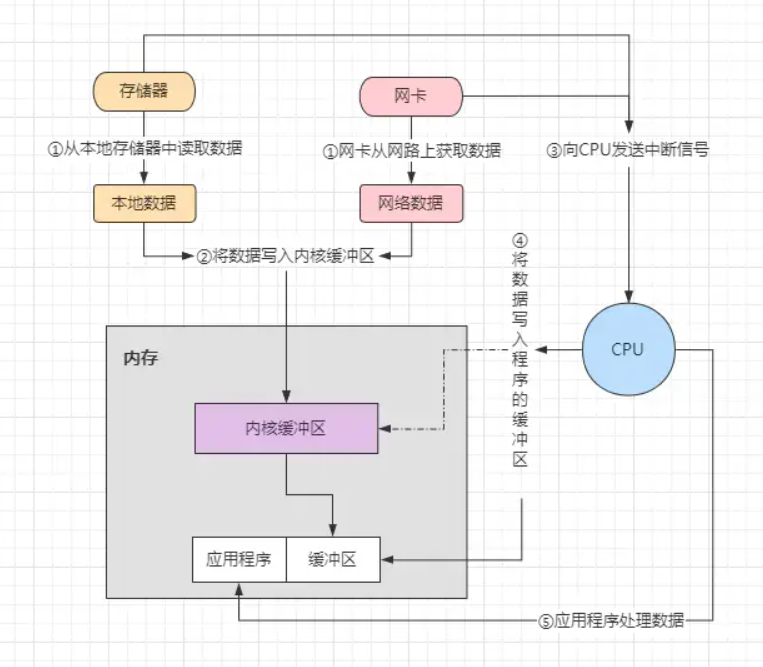 存储器
网卡
①从本地存储器中读取数据
①网卡从网路上获取数据
③向CPU发送中断信号
本地数据
网络数据
②将数据写入内核缓冲区
④将数据写入程序的缓冲区
CPU
内存
内核缓冲区
应用程序
缓冲区
⑤应用程序处理数据